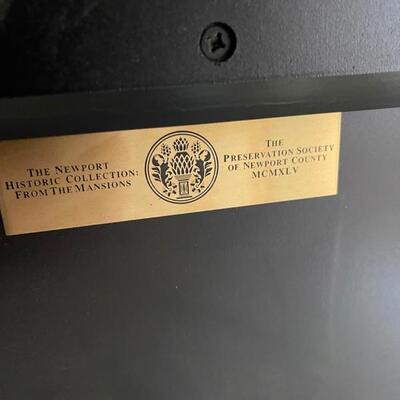 THE NEWPORT
HISTORIC COLLECTION:
FROM THE MANSIONS
THE
PRESERVATION SOCIETY
OF NEWPORT COUNTY
MCMXLV